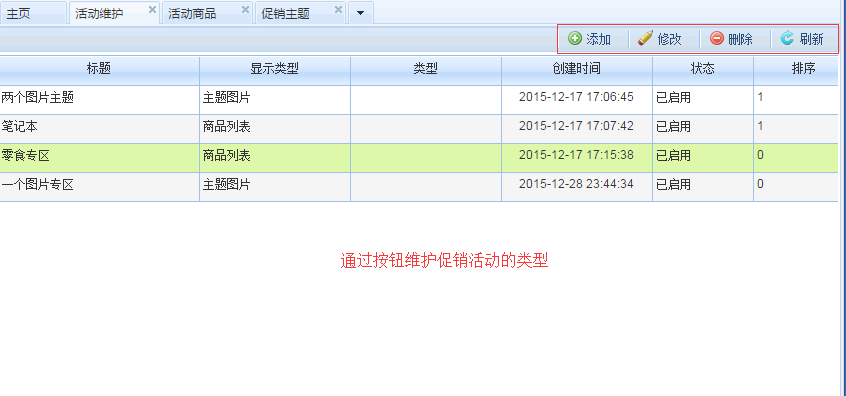 主页 活动维护 活动商品 促销主题
添加 修改 删除 刷新
标题 显示类型 类型 创建时间 状态 排序
两个图片主题 主题图片 2015-12-17 17:06:45 已启用 1
笔记本 商品列表 2015-12-17 17:07:42 已启用 1
零食专区 商品列表 2015-12-17 17:15:38 已启用 0
一个图片专区 主题图片 2015-12-28 23:44:34 已启用 0
通过按钮维护促销活动的类型